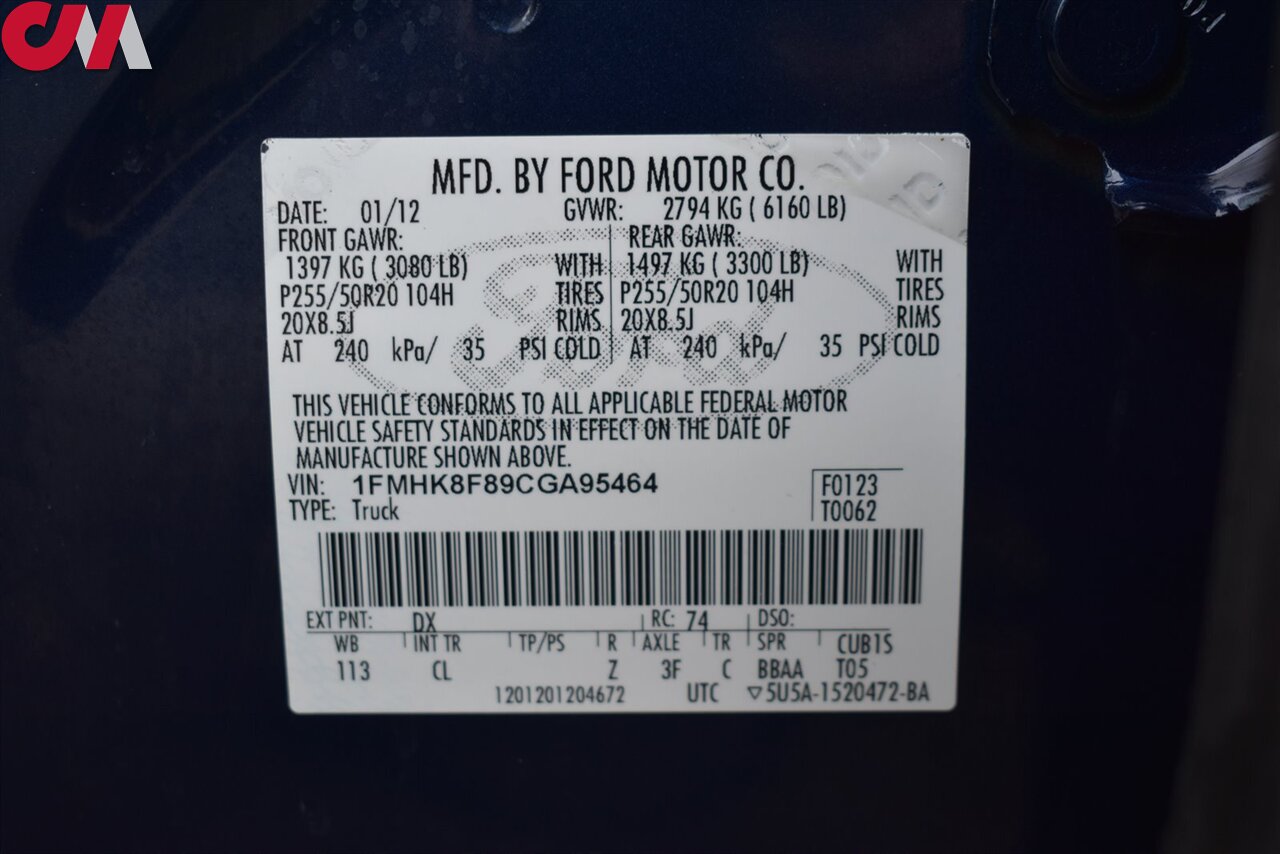 CM
MFD. BY FORD MOTOR CO.
DATE: 01/12 GVWR: 2794 KG ( 6160 LB)
FRONT GAWR: REAR GAWR:
1397 KG ( 3080 LB) WITH 1497 KG ( 3300 LB) WITH
P255/50R20 104H TIRES P255/50R20 104H TIRES
20X8.5J RIMS 20X8.5J RIMS
AT 240 kPa/ 35 PSI COLD AT 240 kPa/ 35 PSI COLD
Ford
THIS VEHICLE CONFORMS TO ALL APPLICABLE FEDERAL MOTOR
VEHICLE SAFETY STANDARDS IN EFFECT ON THE DATE OF
MANUFACTURE SHOWN ABOVE.
VIN: 1FMHK8F89CGA95464 F0123
TYPE: Truck T0062
EXT PNT: DX RC: 74 DSO:
WB INT TR TP/PS R AXLE TR SPR CUB1S
113 CL Z 3F C BBAA T05
1201201204672 UTC ▽5U5A-1520472-BA